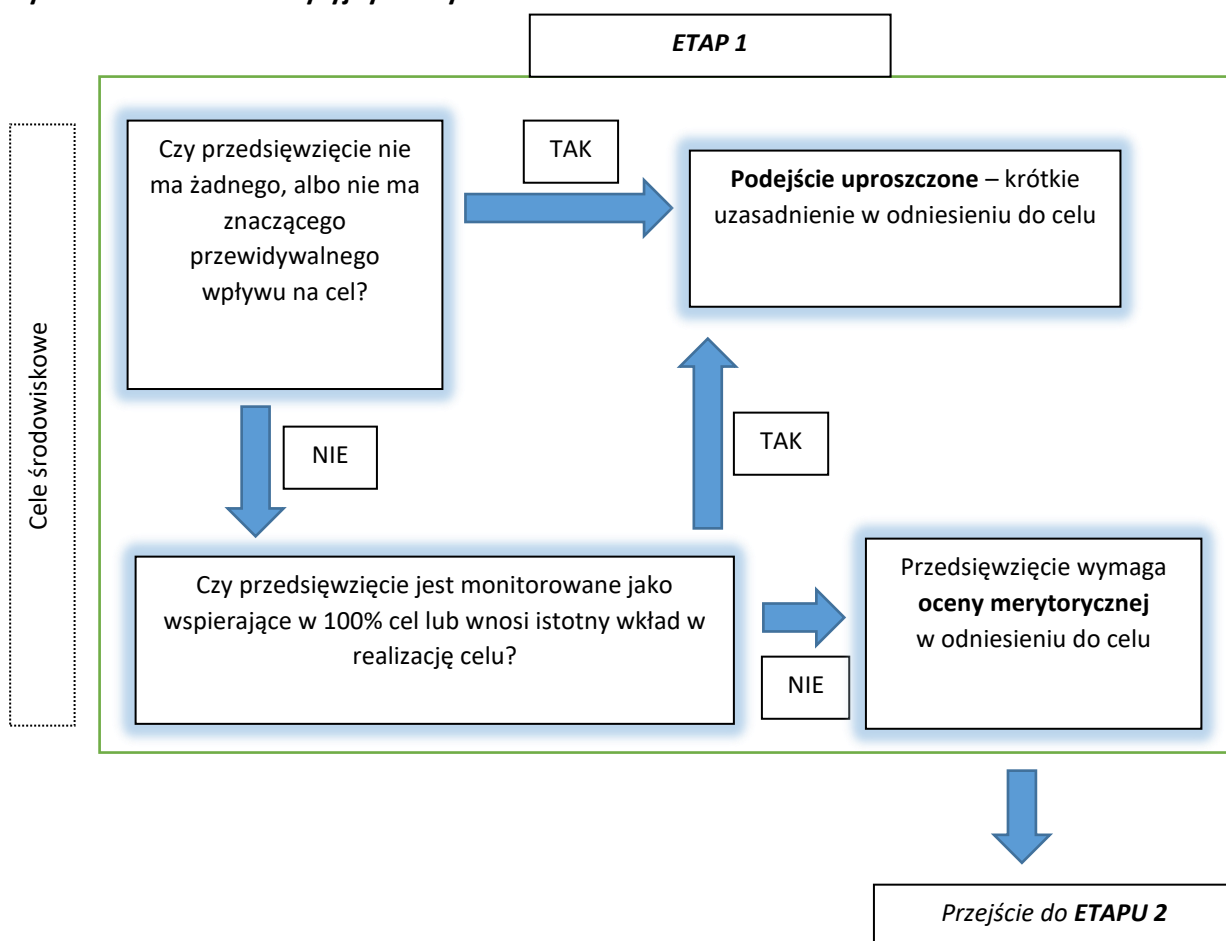 ETAP 1
Cele środowiskowe
Czy przedsięwzięcie nie
ma żadnego, albo nie ma
znaczącego
przewidywalnego
wpływu na cel?
TAK
Podejście uproszczone – krótkie
uzasadnienie w odniesieniu do celu
NIE
TAK
Czy przedsięwzięcie jest monitorowane jako
wspierające w 100% cel lub wnosi istotny wkład w
realizację celu?
NIE
Przedsięwzięcie wymaga
oceny merytorycznej
w odniesieniu do celu
Przejście do ETAPU 2